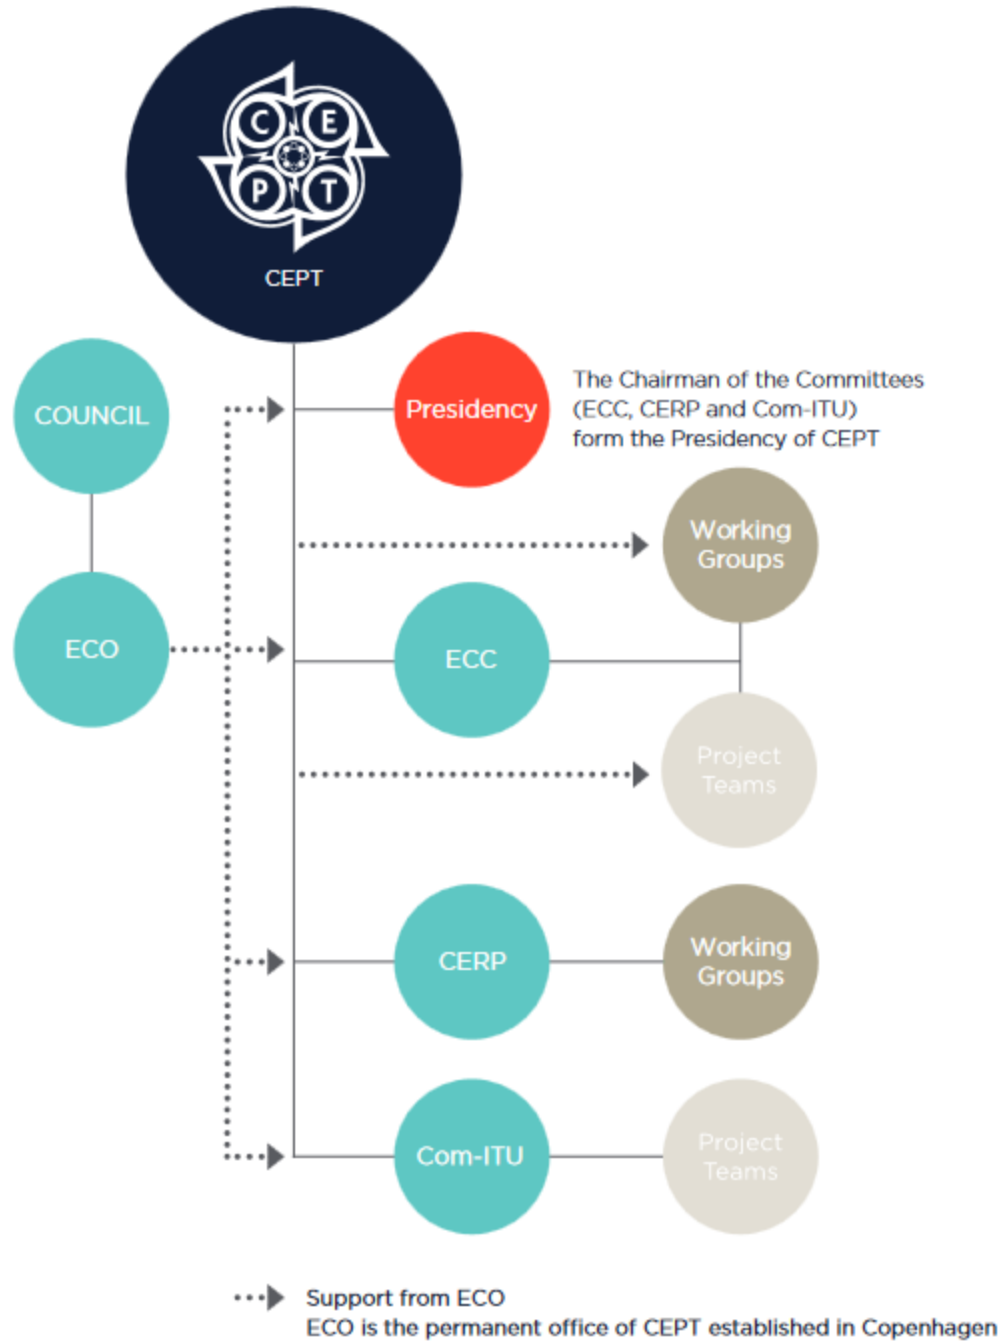 C E
P T
CEPT
COUNCIL
Presidency
The Chairman of the Committees
(ECC, CERP and Com-ITU)
form the Presidency of CEPT
Working
Groups
ECO
ECC
Project
Teams
CERP
Working
Groups
Com-ITU
Project
Teams
Support from ECO
ECO is the permanent office of CEPT established in Copenhagen